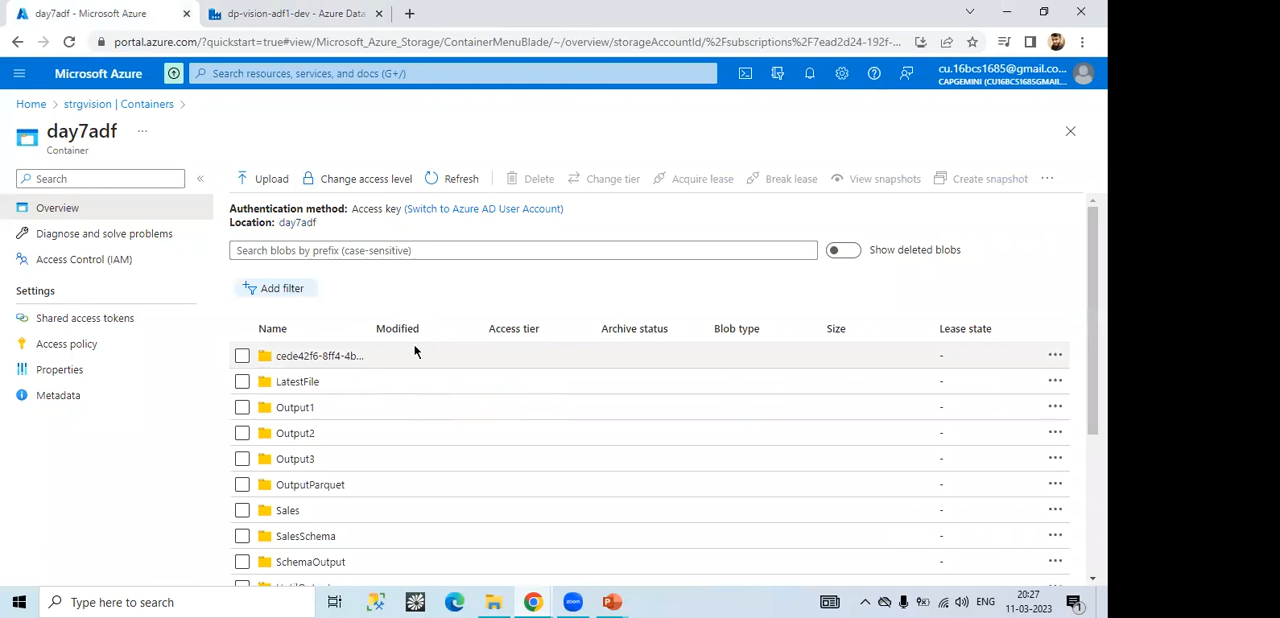 day7adf - Microsoft Azure
dp-vision-adf1-dev - Azure Data
portal.azure.com/?quickstart=true#view/Microsoft_Azure_Storage/ContainerMenuBlade/~/overview/storageAccountId/%2Fsubscriptions%2F7ead2d24-192f-...
Microsoft Azure
Search resources, services, and docs (G+/)
cu.16bcs1685@gmail.co...
CAPGEMINI (CU16BCS1685GMAIL....
Home > strgvision | Containers >
day7adf ...
Container
Search
«
Upload
Change access level
Refresh
Delete
Change tier
Acquire lease
Break lease
View snapshots
Create snapshot
...
Overview
Diagnose and solve problems
Access Control (IAM)
Settings
Shared access tokens
Access policy
Properties
Metadata
Authentication method: Access key (Switch to Azure AD User Account)
Location: day7adf
Search blobs by prefix (case-sensitive)
Show deleted blobs
Add filter
Name Modified Access tier Archive status Blob type Size Lease state
cede42f6-8ff4-4b... - ...
LatestFile - ...
Output1 - ...
Output2 - ...
Output3 - ...
OutputParquet - ...
Sales - ...
SalesSchema - ...
SchemaOutput - ...
Type here to search
zoom
ENG
20:27
11-03-2023
1